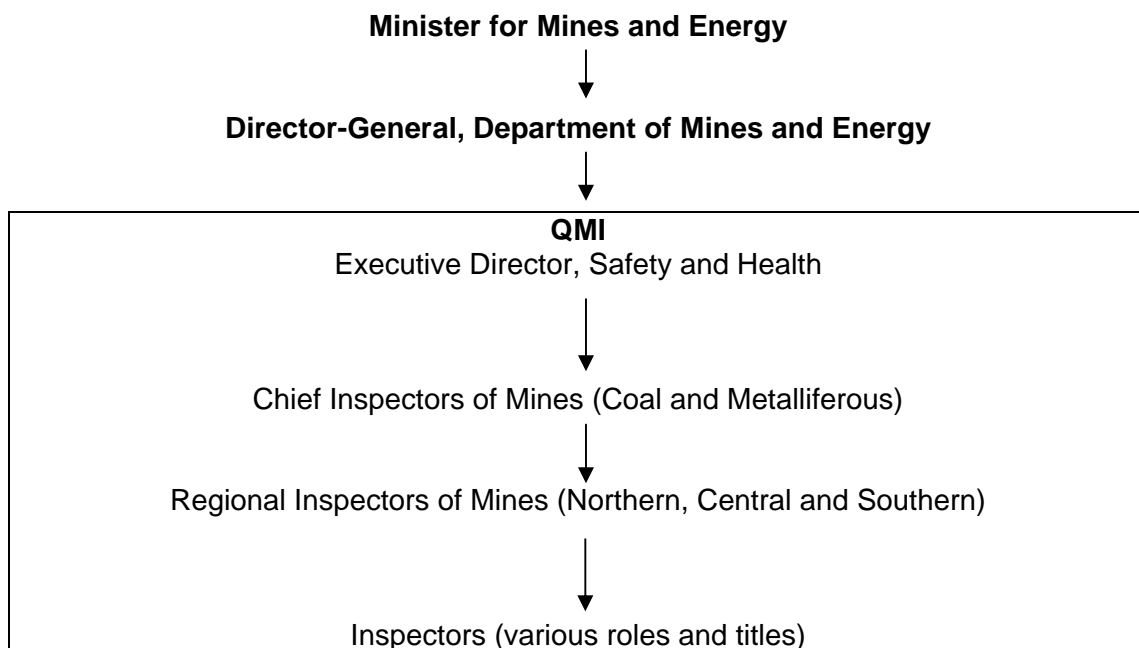 Minister for Mines and Energy
Director-General, Department of Mines and Energy
QMI
Executive Director, Safety and Health
Chief Inspectors of Mines (Coal and Metalliferous)
Regional Inspectors of Mines (Northern, Central and Southern)
Inspectors (various roles and titles)